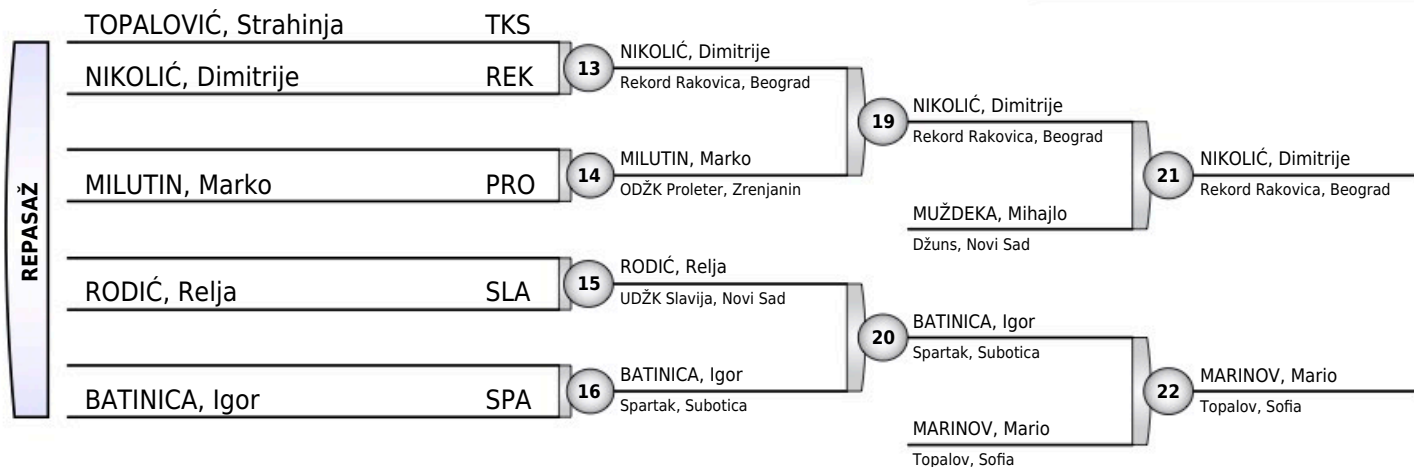 REPASAŽ
TOPALOVIĆ, Strahinja TKS
NIKOLIĆ, Dimitrije REK
MILUTIN, Marko PRO
RODIĆ, Relja SLA
BATINICA, Igor SPA
13
NIKOLIĆ, Dimitrije
Rekord Rakovica, Beograd
14
MILUTIN, Marko
ODŽK Proleter, Zrenjanin
15
RODIĆ, Relja
UDŽK Slavija, Novi Sad
16
BATINICA, Igor
Spartak, Subotica
19
NIKOLIĆ, Dimitrije
Rekord Rakovica, Beograd
MUŽDEKA, Mihajlo
Džuns, Novi Sad
20
BATINICA, Igor
Spartak, Subotica
MARINOV, Mario
Topalov, Sofia
21
NIKOLIĆ, Dimitrije
Rekord Rakovica, Beograd
22
MARINOV, Mario
Topalov, Sofia